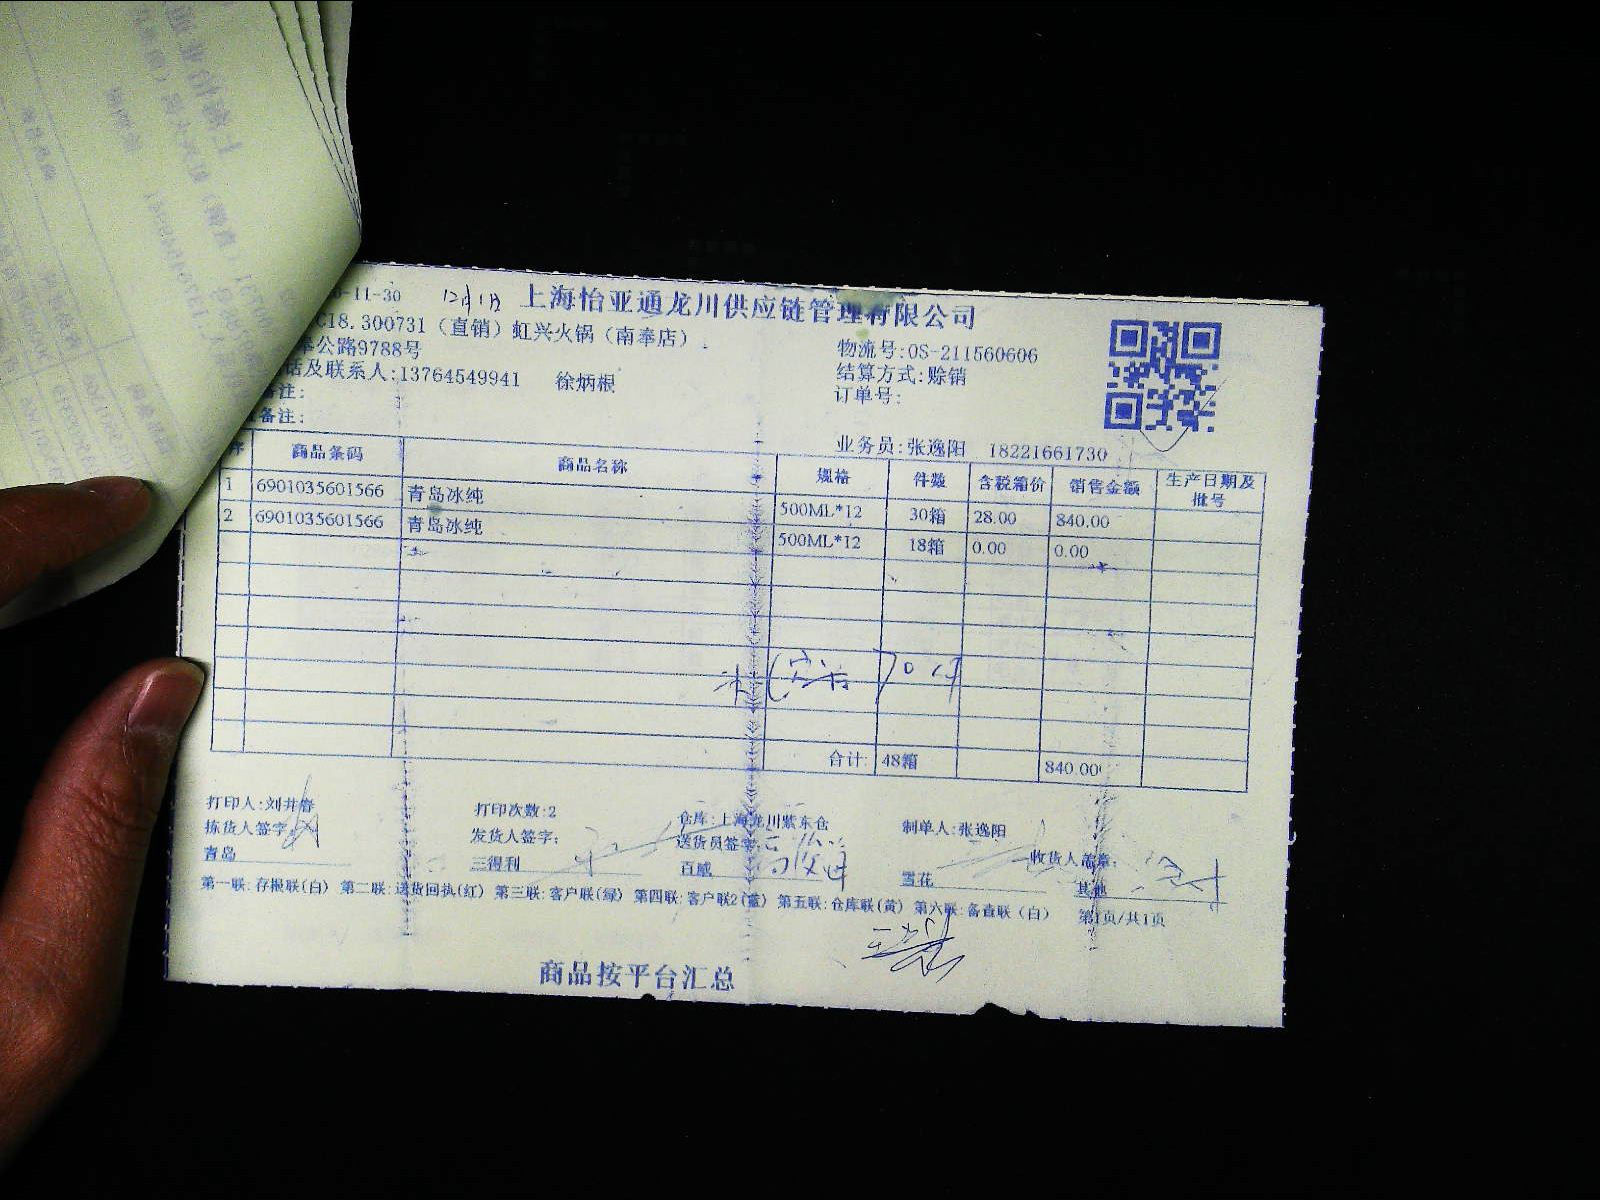 -11-30 12月1日 上海怡亚通龙川供应链管理有限公司
C18.300731（直销）虹兴火锅（南奉店）
奉公路9788号 物流号:OS-211560606
话及联系人:13764549941 徐炳根 结算方式:赊销
备注: 订单号:
备注:
业务员:张逸阳 18221661730
序 商品条码 商品名称 规格 件数 含税箱价 销售金额 生产日期及批号
1 6901035601566 青岛冰纯 500ML*12 30箱 28.00 840.00
2 6901035601566 青岛冰纯 500ML*12 18箱 0.00 0.00
合计: 48箱 840.00
打印人:刘井春 打印次数:2 仓库:上海龙川紫东仓 制单人:张逸阳
拣货人签字: 发货人签字: 送货员签字: 收货人盖章:
青岛 三得利 百威 雪花 其他
第一联:存根联(白) 第二联:送货回执(红) 第三联:客户联(绿) 第四联:客户联2(蓝) 第五联:仓库联(黄) 第六联:备查联（白） 第1页/共1页
商品按平台汇总